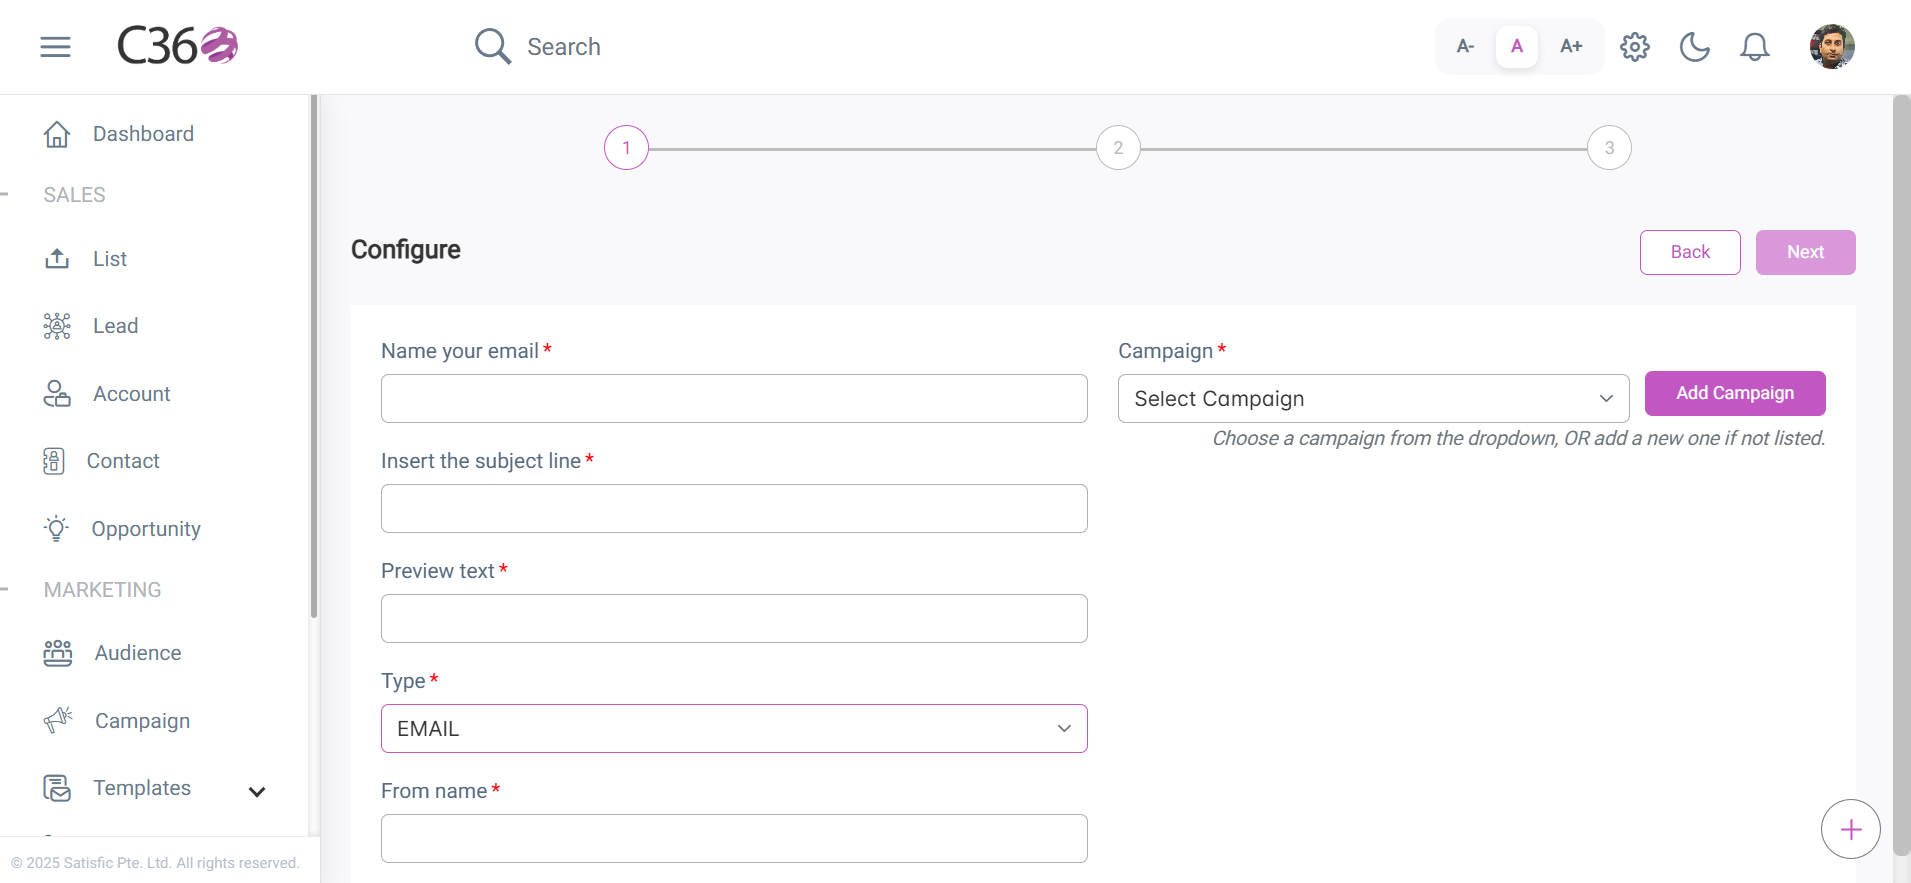 C360
Search
A-
A
A+
Dashboard
SALES
List
Lead
Account
Contact
Opportunity
MARKETING
Audience
Campaign
Templates
© 2025 Satisfic Pte. Ltd. All rights reserved.
1
2
3
Configure
Back
Next
Name your email *
Campaign *
Select Campaign
Add Campaign
Choose a campaign from the dropdown, OR add a new one if not listed.
Insert the subject line *
Preview text *
Type *
EMAIL
From name *